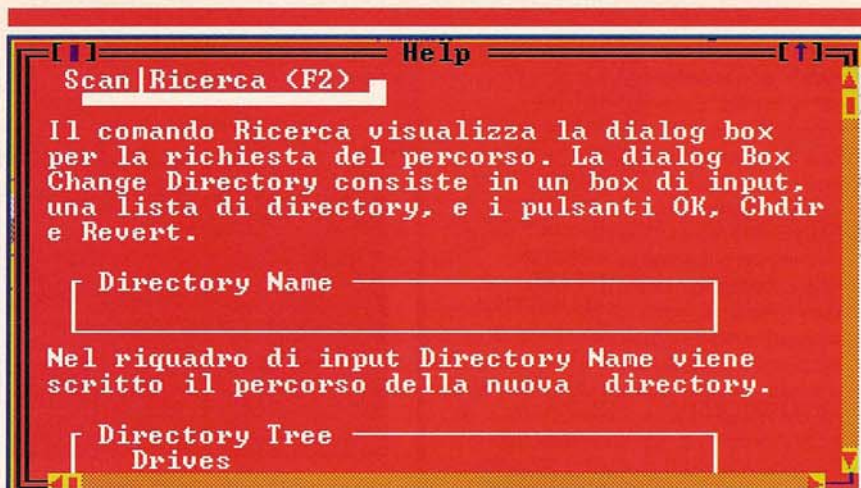 Help
Scan|Ricerca (F2)
Il comando Ricerca visualizza la dialog box
per la richiesta del percorso. La dialog Box
Change Directory consiste in un box di input,
una lista di directory, e i pulsanti OK, Chdir
e Revert.
Directory Name
Nel riquadro di input Directory Name viene
scritto il percorso della nuova directory.
Directory Tree
Drives